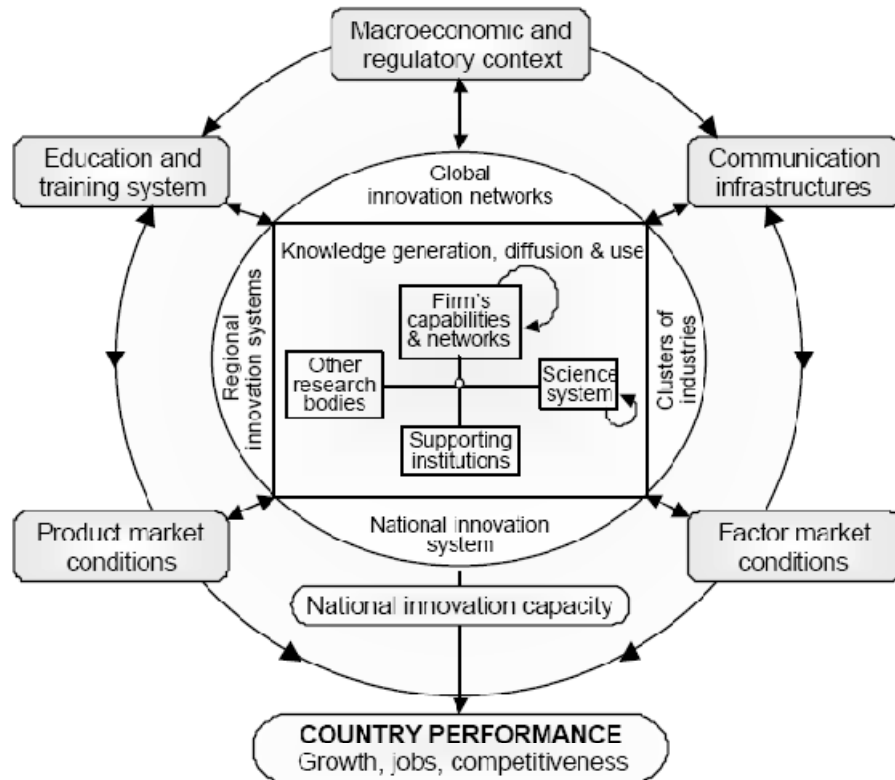 Macroeconomic and
regulatory context
Education and
training system
Communication
infrastructures
Global
innovation networks
Knowledge generation, diffusion & use
Regional
innovation systems
Firm's
capabilities
& networks
Clusters of
industries
Other
research
bodies
Science
system
Supporting
institutions
Product market
conditions
National innovation
system
Factor market
conditions
National innovation capacity
COUNTRY PERFORMANCE
Growth, jobs, competitiveness